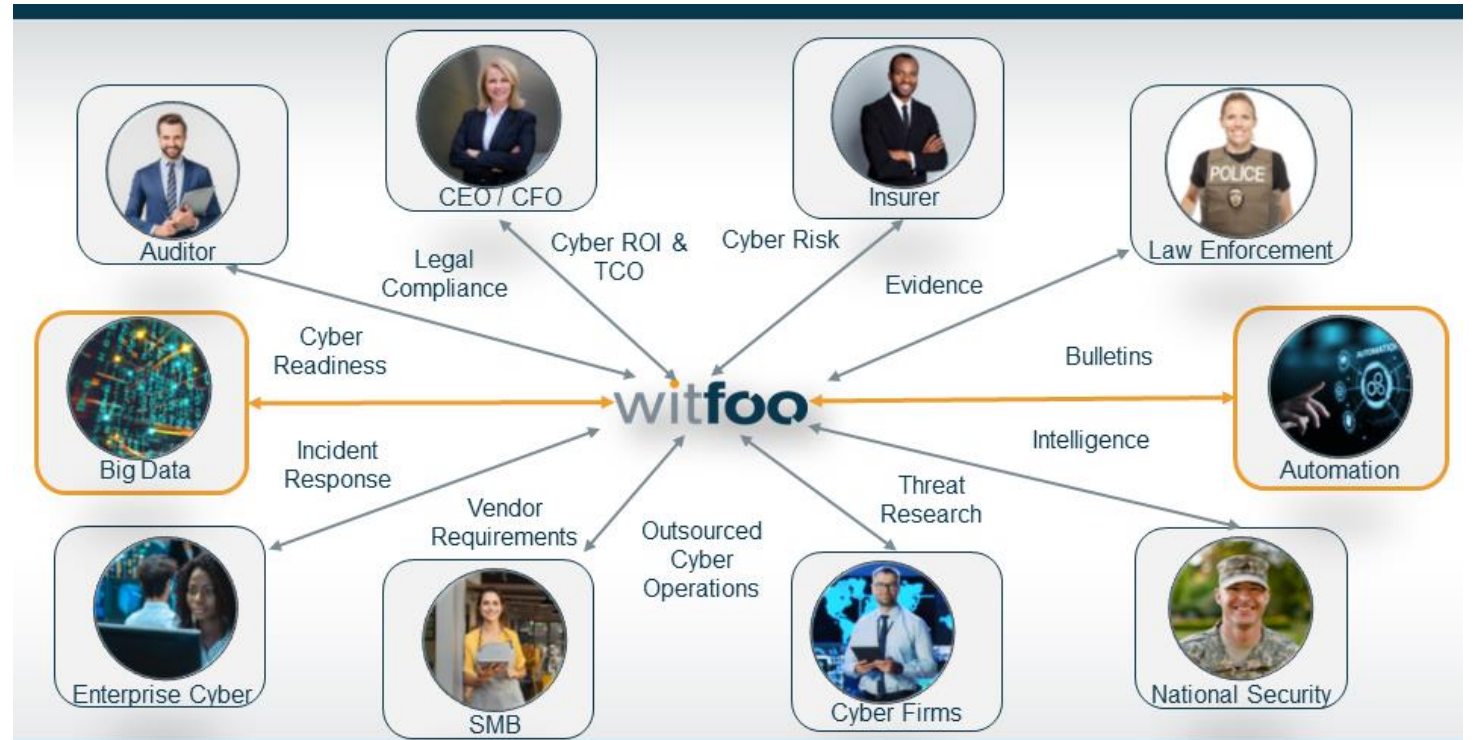 CEO / CFO
Insurer
Auditor
POLICE
Law Enforcement
Legal
Compliance
Cyber ROI &
TCO
Cyber Risk
Evidence
Cyber
Readiness
Bulletins
AUTOMATION
witfoo
Big Data
Incident
Response
Intelligence
Automation
Vendor
Requirements
Outsourced
Cyber
Operations
Threat
Research
Enterprise Cyber
SMB
Cyber Firms
National Security